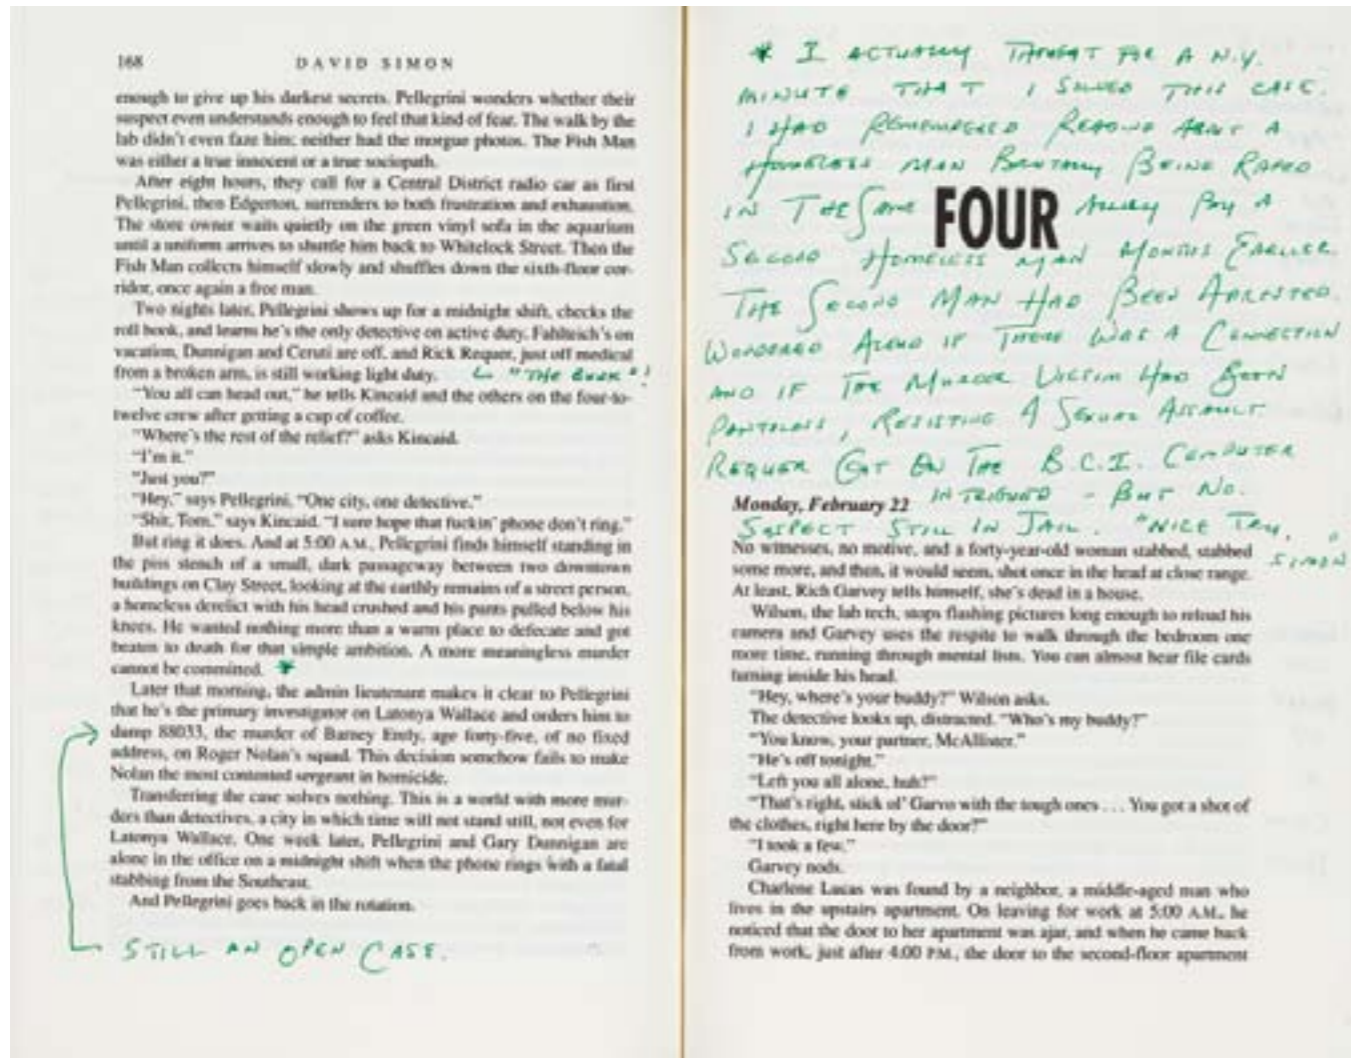 168 DAVID SIMON
enough to give up his darkest secrets. Pellegrini wonders whether their
suspect even understands enough to feel that kind of fear. The walk by the
lab didn't even faze him; neither had the morgue photos. The Fish Man
was either a true innocent or a true sociopath.
After eight hours, they call for a Central District radio car as first
Pellegrini, then Edgerton, surrenders to both frustration and exhaustion.
The store owner waits quietly on the green vinyl sofa in the aquarium
until a uniform arrives to shuttle him back to Whitelock Street. Then the
Fish Man collects himself slowly and shuffles down the sixth-floor cor-
ridor, once again a free man.
Two nights later, Pellegrini shows up for a midnight shift, checks the
roll book, and learns he's the only detective on active duty. Fahlteich's on
vacation, Dunnigan and Ceruti are off, and Rick Requer, just off medical
from a broken arm, is still working light duty. "THE BUNK"!
"You all can head out," he tells Kincaid and the others on the four-to-
twelve crew after getting a cup of coffee.
"Where's the rest of the relief?" asks Kincaid.
"I'm it."
"Just you?"
"Hey," says Pellegrini. "One city, one detective."
"Shit, Tom," says Kincaid. "I sure hope that fuckin' phone don't ring."
But ring it does. And at 5:00 A.M., Pellegrini finds himself standing in
the piss stench of a small, dark passageway between two downtown
buildings on Clay Street, looking at the earthly remains of a street person,
a homeless derelict with his head crushed and his pants pulled below his
knees. He wanted nothing more than a warm place to defecate and got
beaten to death for that simple ambition. A more meaningless murder
cannot be committed. *
Later that morning, the admin lieutenant makes it clear to Pellegrini
that he's the primary investigator on Latonya Wallace and orders him to
dump 88033, the murder of Barney Erely, age forty-five, of no fixed
address, on Roger Nolan's squad. This decision somehow fails to make
Nolan the most contented sergeant in homicide.
Transferring the case solves nothing. This is a world with more mur-
ders than detectives, a city in which time will not stand still, not even for
Latonya Wallace. One week later, Pellegrini and Gary Dunnigan are
alone in the office on a midnight shift when the phone rings with a fatal
stabbing from the Southeast.
And Pellegrini goes back in the rotation.
STILL AN OPEN CASE.
* I ACTUALLY THOUGHT FOR A N.Y.
MINUTE THAT I SOLVED THIS CASE.
I HAD REMEMBERED READING ABOUT A
HOMELESS MAN BRUTALLY BEING RAPED
IN THE SAME ALLEY BY A
FOUR
SECOND HOMELESS MAN MONTHS EARLIER.
THE SECOND MAN HAD BEEN ARRESTED.
WONDERED ALOUD IF THERE WAS A CONNECTION
AND IF THE MURDER VICTIM HAD BEEN
PANTSLESS, RESISTING A SEXUAL ASSAULT.
REQUER GOT ON THE B.C.I. COMPUTER
INTRIGUED - BUT NO.
Monday, February 22
SUSPECT STILL IN JAIL. "NICE TRY,
SIMON"
No witnesses, no motive, and a forty-year-old woman stabbed, stabbed
some more, and then, it would seem, shot once in the head at close range.
At least, Rich Garvey tells himself, she's dead in a house.
Wilson, the lab tech, stops flashing pictures long enough to reload his
camera and Garvey uses the respite to walk through the bedroom one
more time, running through mental lists. You can almost hear file cards
turning inside his head.
"Hey, where's your buddy?" Wilson asks.
The detective looks up, distracted. "Who's my buddy?"
"You know, your partner, McAllister."
"He's off tonight."
"Left you all alone, huh?"
"That's right, stick ol' Garvo with the tough ones . . . You got a shot of
the clothes, right here by the door?"
"I took a few."
Garvey nods.
Charlene Lucas was found by a neighbor, a middle-aged man who
lives in the upstairs apartment. On leaving for work at 5:00 A.M., he
noticed that the door to her apartment was ajar, and when he came back
from work, just after 4:00 P.M., the door to the second-floor apartment